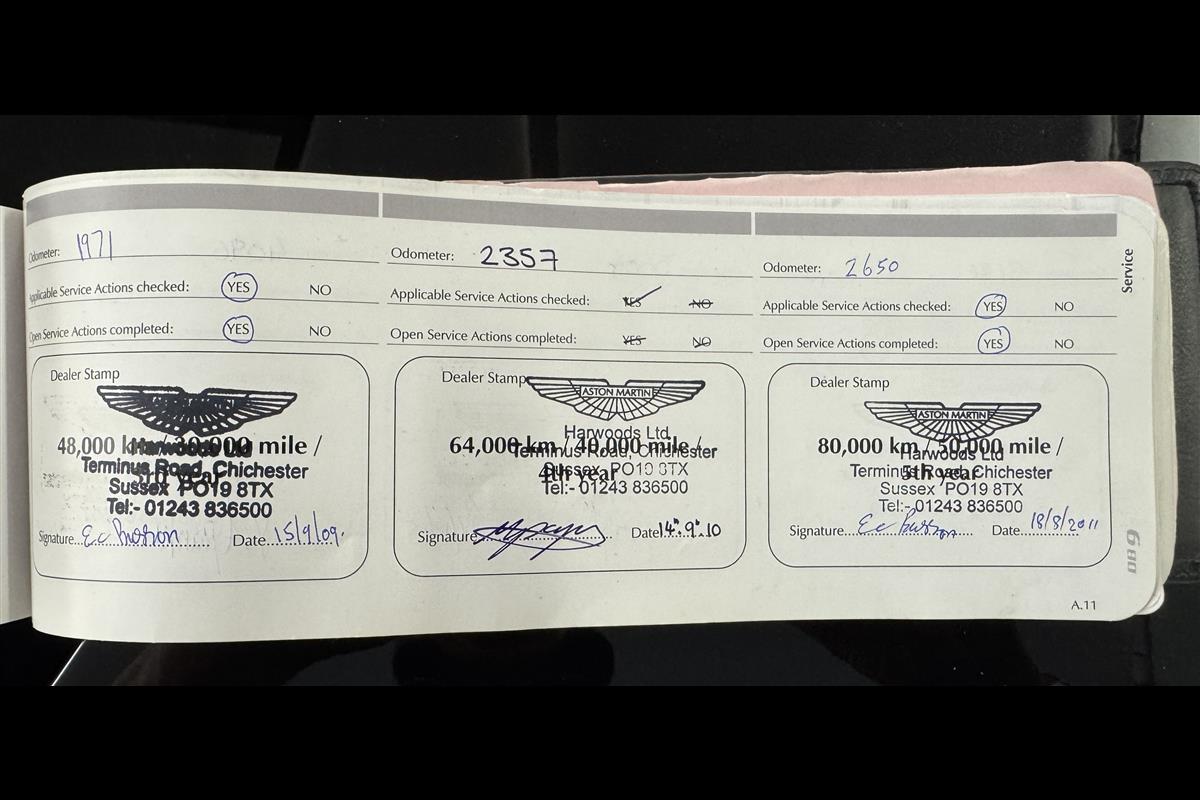 Odometer: 1971
Applicable Service Actions checked: YES NO
Open Service Actions completed: YES NO
Dealer Stamp
48,000 km / 30,000 mile /
3rd year
Harwoods Ltd
Terminus Road, Chichester
Sussex PO19 8TX
Tel:- 01243 836500
Signature
Date 15/9/09.
Odometer: 2357
Applicable Service Actions checked: YES NO
Open Service Actions completed: YES NO
Dealer Stamp
ASTON MARTIN
64,000 km / 40,000 mile /
4th year
Harwoods Ltd
Terminus Road, Chichester
Sussex PO19 8TX
Tel:- 01243 836500
Signature
Date 14.9.10
Odometer: 2650
Applicable Service Actions checked: YES NO
Open Service Actions completed: YES NO
Dealer Stamp
ASTON MARTIN
80,000 km / 50,000 mile /
5th year
Harwoods Ltd
Terminus Road, Chichester
Sussex PO19 8TX
Tel:- 01243 836500
Signature
Date 18/8/2011
Service
A.11